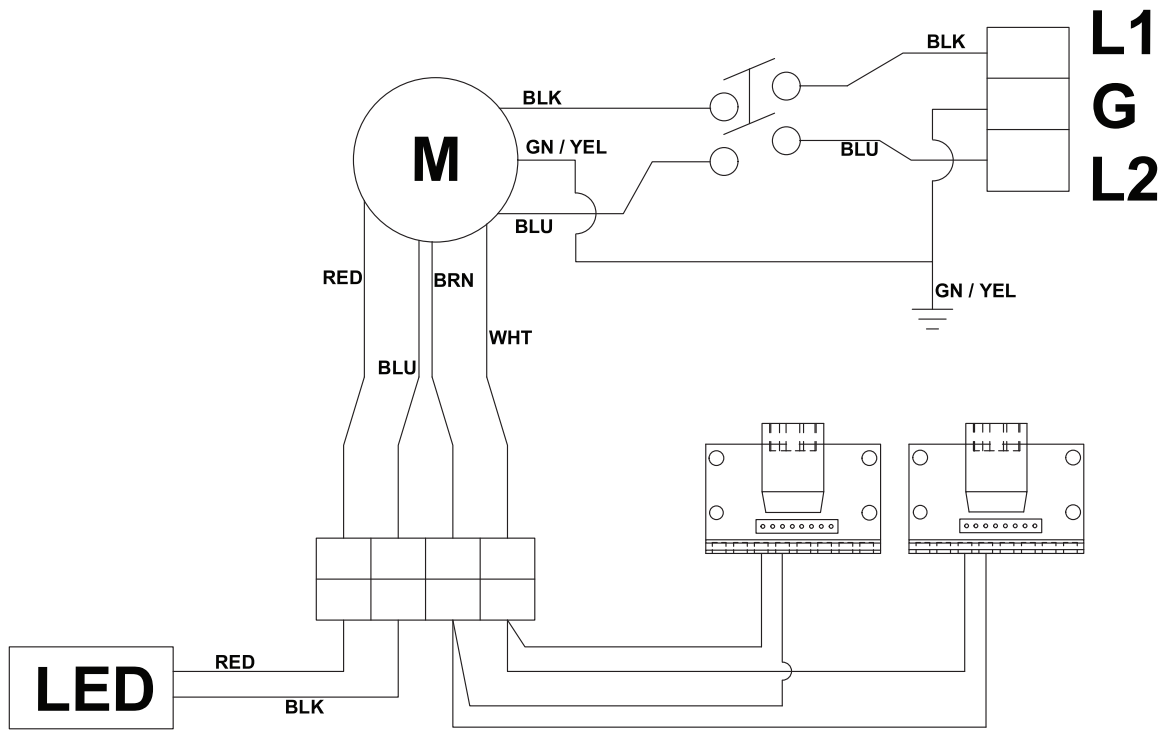 L1
BLK
BLK
G
M
GN / YEL
BLU
L2
BLU
RED
BRN
GN / YEL
WHT
BLU
RED
LED
BLK